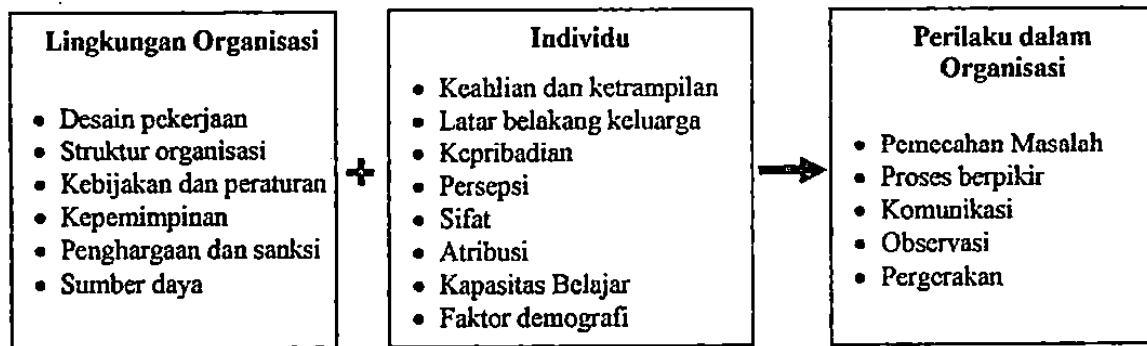 Lingkungan Organisasi
• Desain pekerjaan
• Struktur organisasi
• Kebijakan dan peraturan
• Kepemimpinan
• Penghargaan dan sanksi
• Sumber daya
+
Individu
• Keahlian dan ketrampilan
• Latar belakang keluarga
• Kepribadian
• Persepsi
• Sifat
• Atribusi
• Kapasitas Belajar
• Faktor demografi
Perilaku dalam
Organisasi
• Pemecahan Masalah
• Proses berpikir
• Komunikasi
• Observasi
• Pergerakan